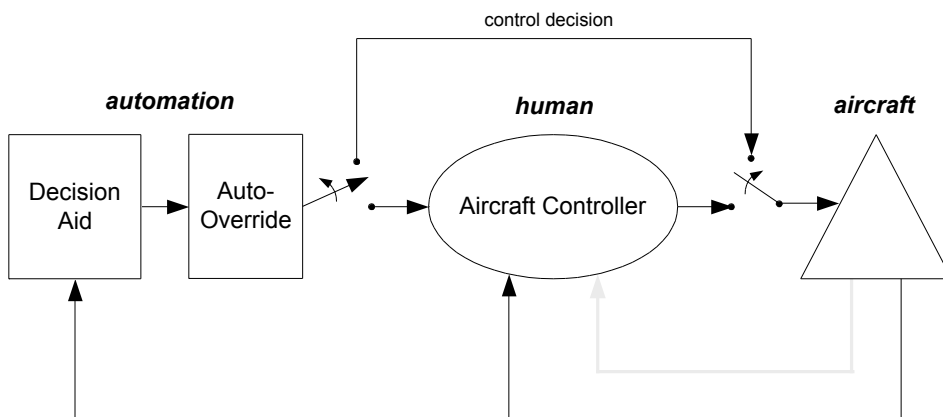 control decision
automation
human
aircraft
Decision
Aid
Auto-
Override
Aircraft Controller